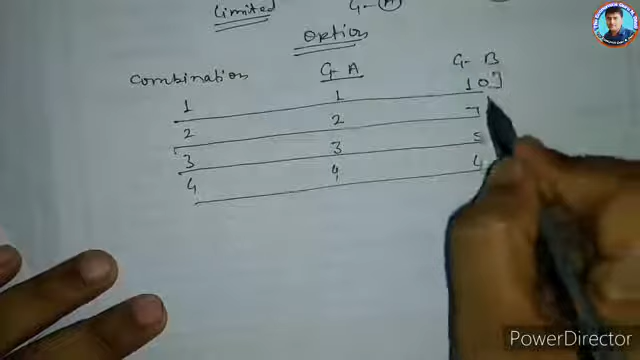 Limited G-(A)
Option
Combination G-A G-B
1 1 10
2 2 7
3 3 5
4 4 4
PowerDirector